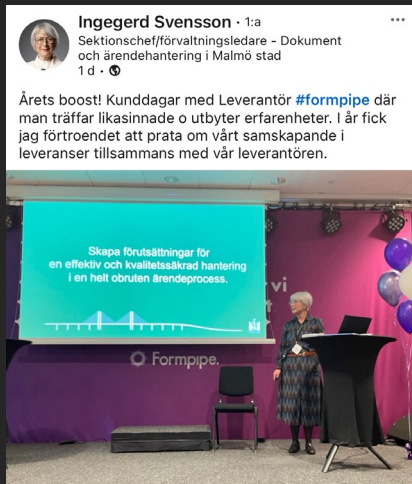 Ingegerd Svensson • 1:a
Sektionschef/förvaltningsledare - Dokument
och ärendehantering i Malmö stad
1 d •
Årets boost! Kunddagar med Leverantör #formpipe där
man träffar likasinnade o utbyter erfarenheter. I år fick
jag förtroendet att prata om vårt samskapande i
leveranser tillsammans med vår leverantören.
Skapa förutsättningar för
en effektiv och kvalitetssäkrad hantering
i en helt obruten ärendeprocess.
vi
Formpipe.